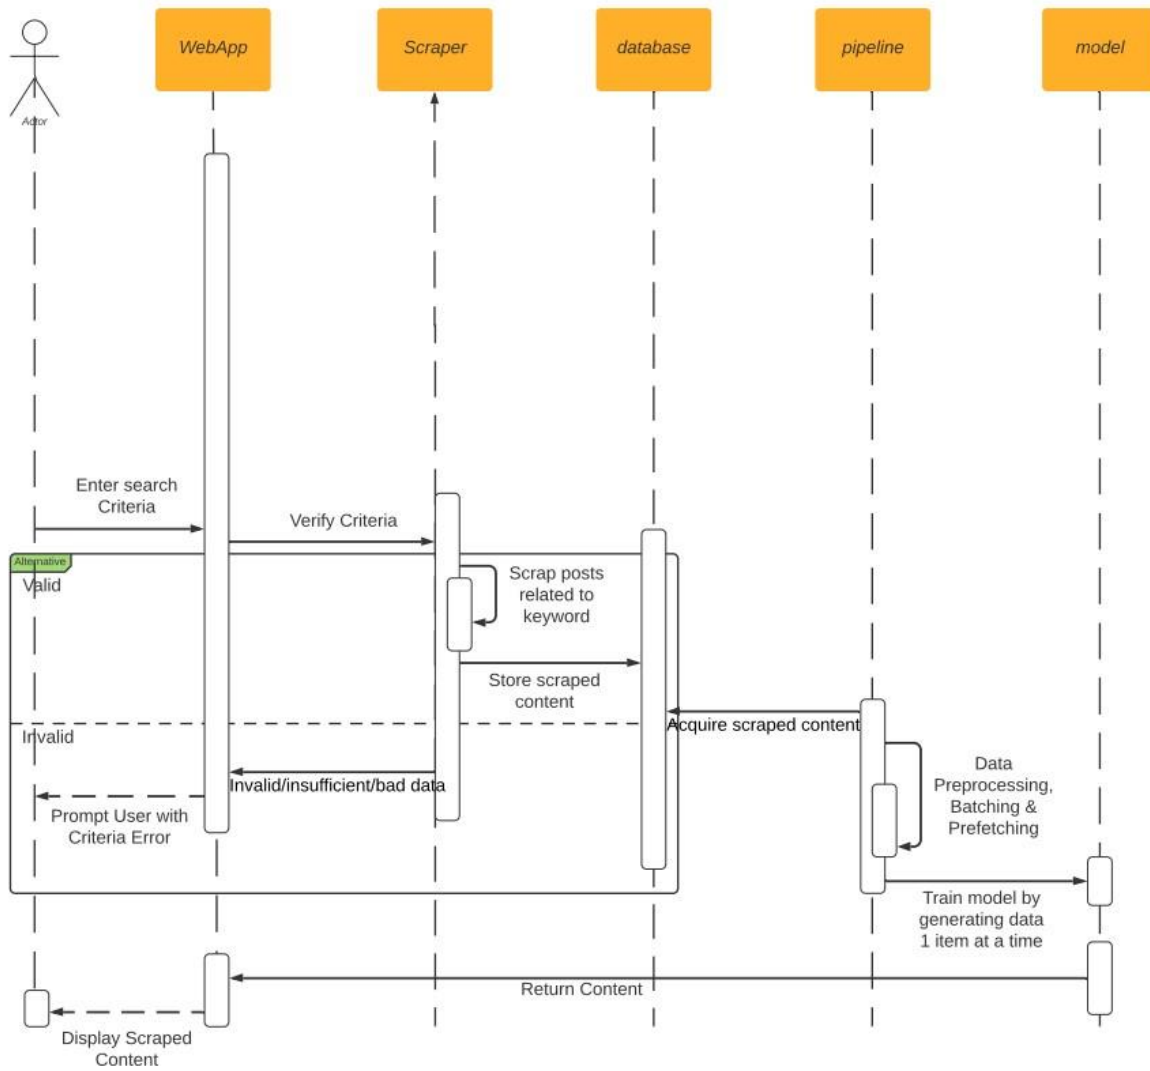 WebApp
Scraper
database
pipeline
model
Actor
Enter search
Criteria
Verify Criteria
Alternative
Valid
Scrap posts
related to
keyword
Store scraped
content
Acquire scraped content
Invalid
Invalid/insufficient/bad data
Data
Preprocessing,
Batching &
Prefetching
Prompt User with
Criteria Error
Train model by
generating data
1 item at a time
Return Content
Display Scraped
Content